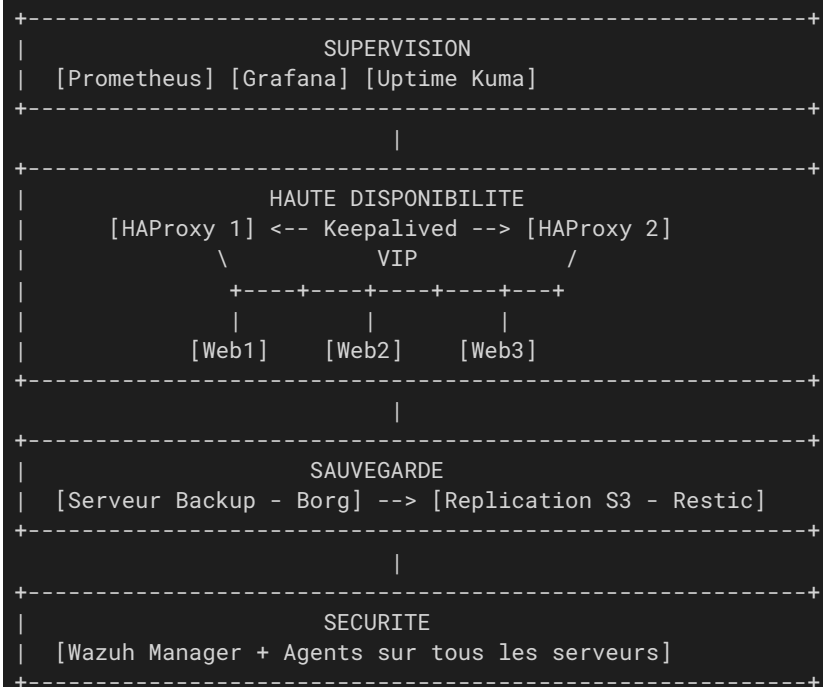 +----------------------------------------------------------+
|                      SUPERVISION
|  [Prometheus] [Grafana] [Uptime Kuma]
+----------------------------------------------------------+
                            |
+----------------------------------------------------------+
|                  HAUTE DISPONIBILITE
|      [HAProxy 1] <-- Keepalived --> [HAProxy 2]
|              \           VIP           /
|               +----+----+----+----+---+
|               |         |         |
|            [Web1]    [Web2]    [Web3]
+----------------------------------------------------------+
                            |
+----------------------------------------------------------+
|                     SAUVEGARDE
|  [Serveur Backup - Borg] --> [Replication S3 - Restic]
+----------------------------------------------------------+
                            |
+----------------------------------------------------------+
|                      SECURITE
|  [Wazuh Manager + Agents sur tous les serveurs]
+----------------------------------------------------------+